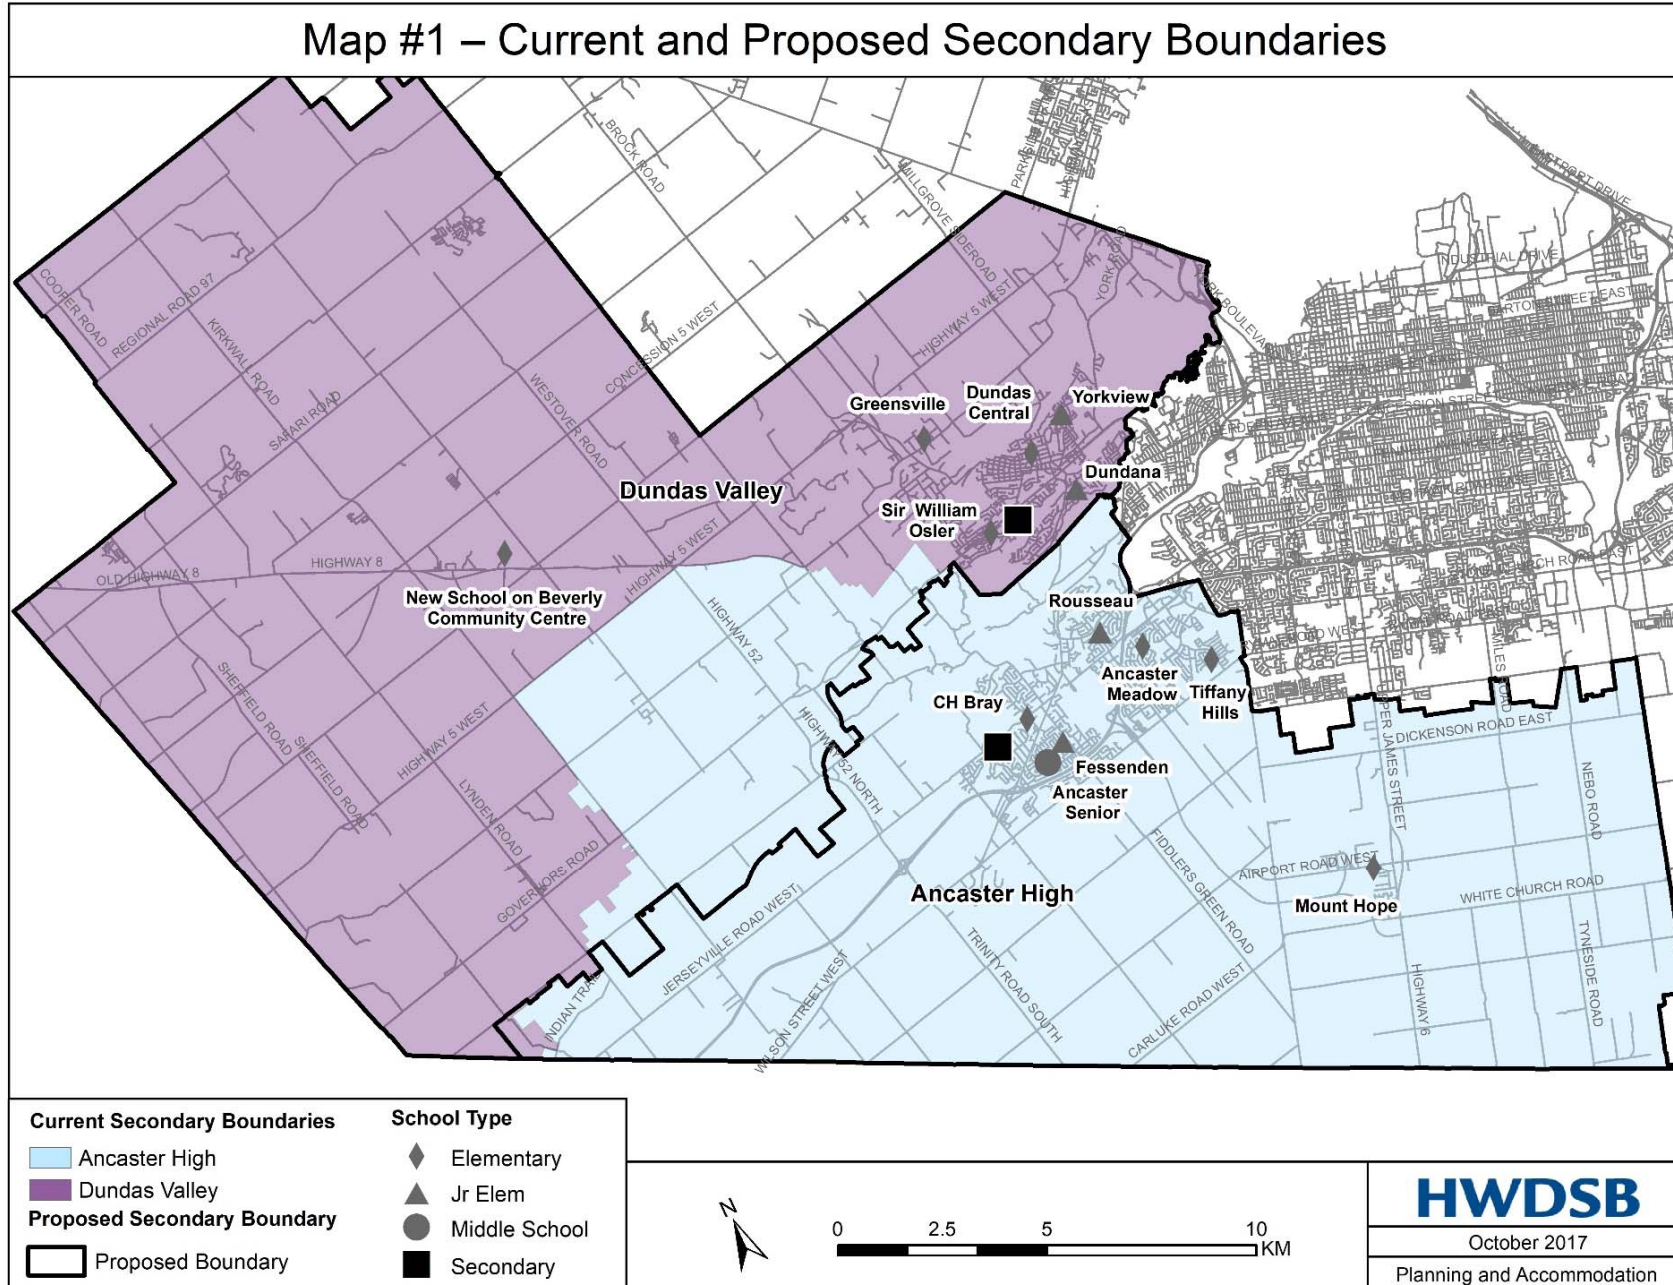 Map #1 – Current and Proposed Secondary Boundaries
BROCK ROAD
MILLGROVE SIDEROAD
EASTPORT DRIVE
YORK ROAD
INDUSTRIAL DRIVE
COOPER ROAD
REGIONAL ROAD 97
KIRKWALL ROAD
SAFARI ROAD
WESTOVER ROAD
CONCESSION 5 WEST
HIGHWAY 5 WEST
BARTON STREET EAST
Greensville
Dundas
Central
Yorkview
Dundana
Dundas Valley
Sir William
Osler
HIGHWAY 5 WEST
OLD HIGHWAY 8
HIGHWAY 8
New School on Beverly
Community Centre
HIGHWAY 52
Rousseau
Ancaster
Meadow
Tiffany
Hills
CH Bray
SHEFFIELD ROAD
SHEFFIELD ROAD
HIGHWAY 5 WEST
HIGHWAY 52 NORTH
DICKENSON ROAD EAST
UPPER JAMES STREET
NEBO ROAD
Fessenden
Ancaster
Senior
LYNDEN ROAD
GOVERNORS ROAD
FIDDLERS GREEN ROAD
AIRPORT ROAD WEST
WHITE CHURCH ROAD
Mount Hope
Ancaster High
JERSEYVILLE ROAD WEST
TRINITY ROAD SOUTH
TYNESIDE ROAD
INDIAN TRAIL
WILSON STREET WEST
CARLUKE ROAD WEST
HIGHWAY 6
Current Secondary Boundaries
Ancaster High
Dundas Valley
Proposed Secondary Boundary
Proposed Boundary
School Type
Elementary
Jr Elem
Middle School
Secondary
N
0 2.5 5 10
KM
HWDSB
October 2017
Planning and Accommodation